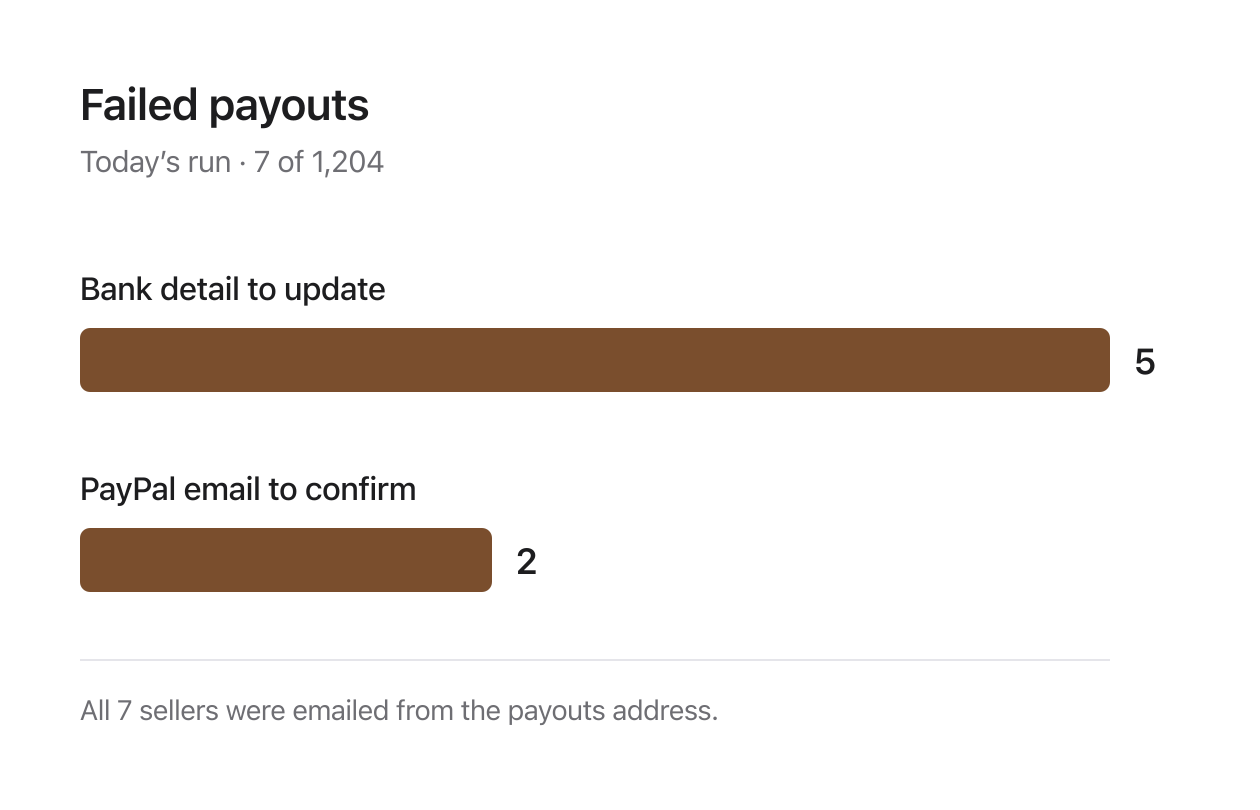 Failed payouts
Today’s run · 7 of 1,204
Bank detail to update
5
PayPal email to confirm
2
All 7 sellers were emailed from the payouts address.